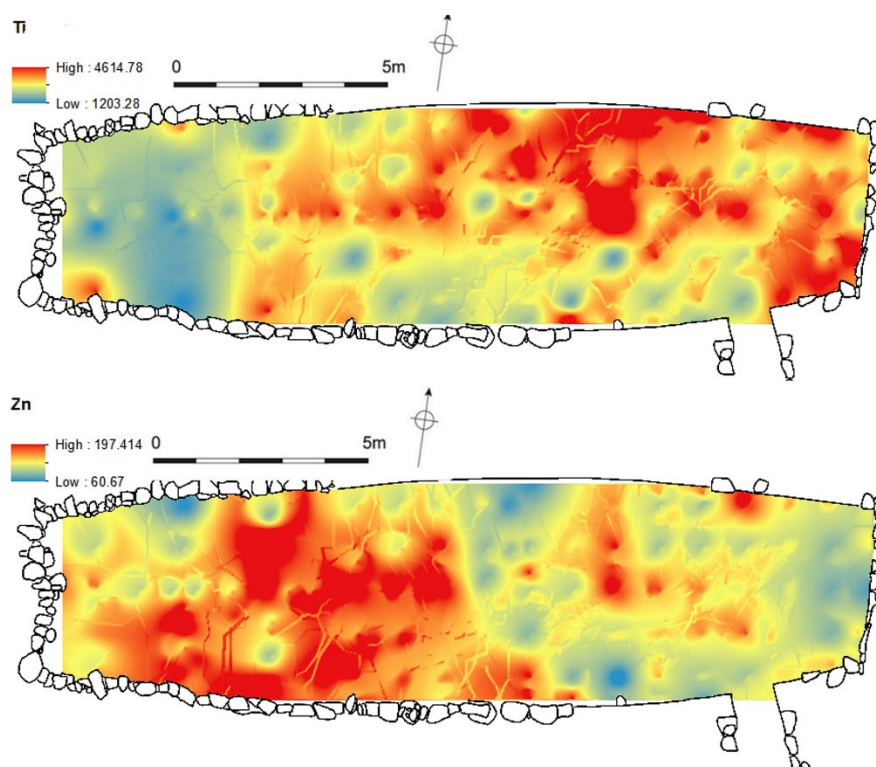 Ti
High : 4614.78
Low : 1203.28
0 5m
Zn
High : 197.414
Low : 60.67
0 5m